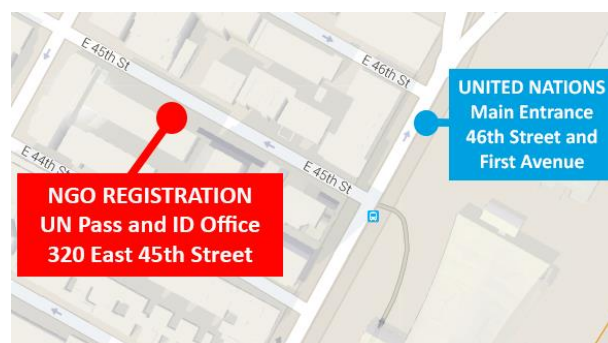 E 45th St
E 46th St
UNITED NATIONS
Main Entrance
46th Street and
First Avenue
E 44th St
E 45th St
NGO REGISTRATION
UN Pass and ID Office
320 East 45th Street